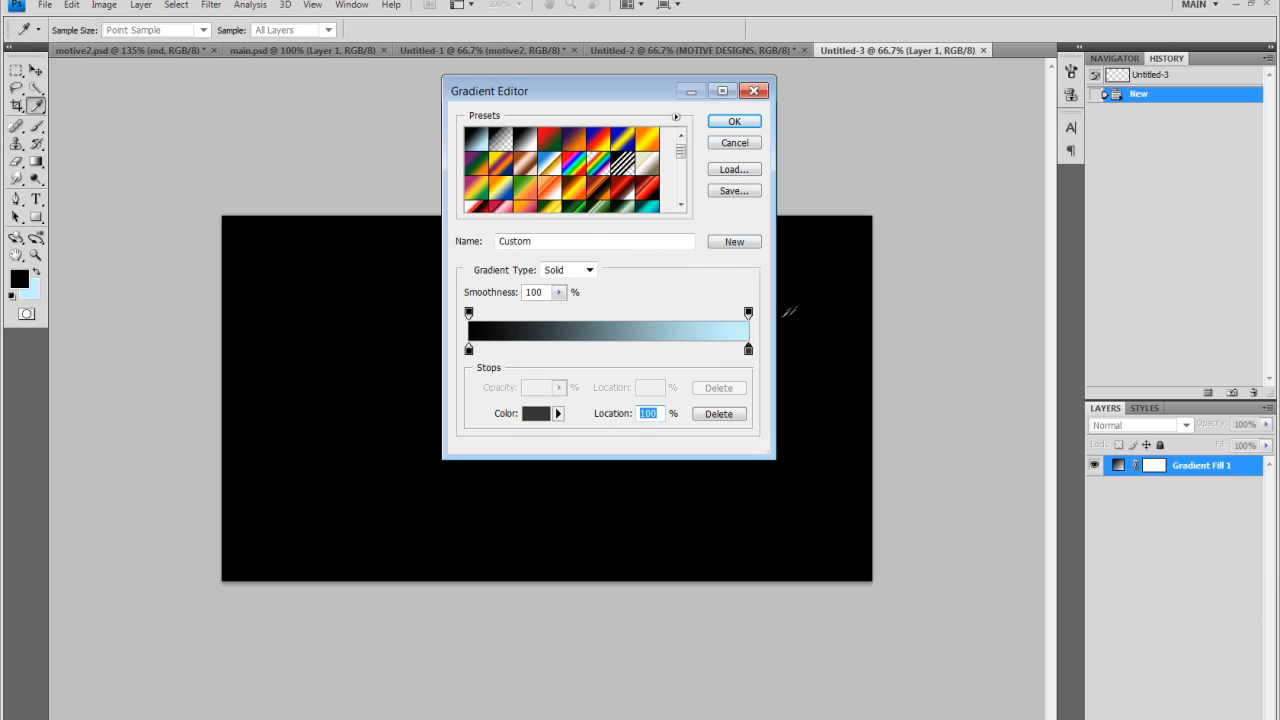 Ps File Edit Image Layer Select Filter Analysis 3D View Window Help Br 100% MAIN
Sample Size: Point Sample Sample: All Layers
motive2.psd @ 135% (md, RGB/8) * × main.psd @ 100% (Layer 1, RGB/8) × Untitled-1 @ 66.7% (motive2, RGB/8) * × Untitled-2 @ 66.7% (MOTIVE DESIGNS, RGB/8) * × Untitled-3 @ 66.7% (Layer 1, RGB/8) ×
NAVIGATOR HISTORY
Untitled-3
New
Gradient Editor
Presets
OK
Cancel
Load...
Save...
Name: Custom
New
Gradient Type: Solid
Smoothness: 100 %
Stops
Opacity: % Location: % Delete
Color: Location: 100 % Delete
A
T
LAYERS STYLES
Normal Opacity: 100%
Lock: Fill: 100%
Gradient Fill 1